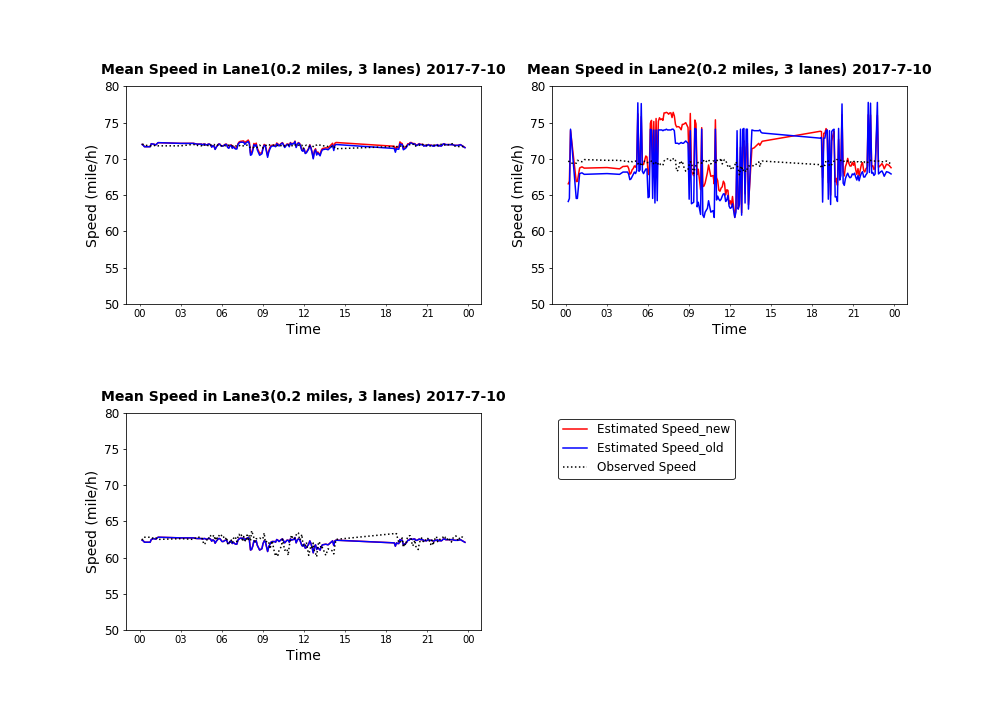 Mean Speed in Lane1(0.2 miles, 3 lanes) 2017-7-10
80
75
70
65
60
55
50
Speed (mile/h)
00 03 06 09 12 15 18 21 00
Time
Mean Speed in Lane2(0.2 miles, 3 lanes) 2017-7-10
80
75
70
65
60
55
50
Speed (mile/h)
00 03 06 09 12 15 18 21 00
Time
Mean Speed in Lane3(0.2 miles, 3 lanes) 2017-7-10
80
75
70
65
60
55
50
Speed (mile/h)
00 03 06 09 12 15 18 21 00
Time
Estimated Speed_new
Estimated Speed_old
Observed Speed